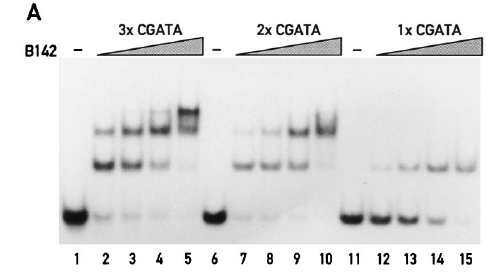 A
3x CGATA 2x CGATA 1x CGATA
B142 – – –
1 2 3 4 5 6 7 8 9 10 11 12 13 14 15